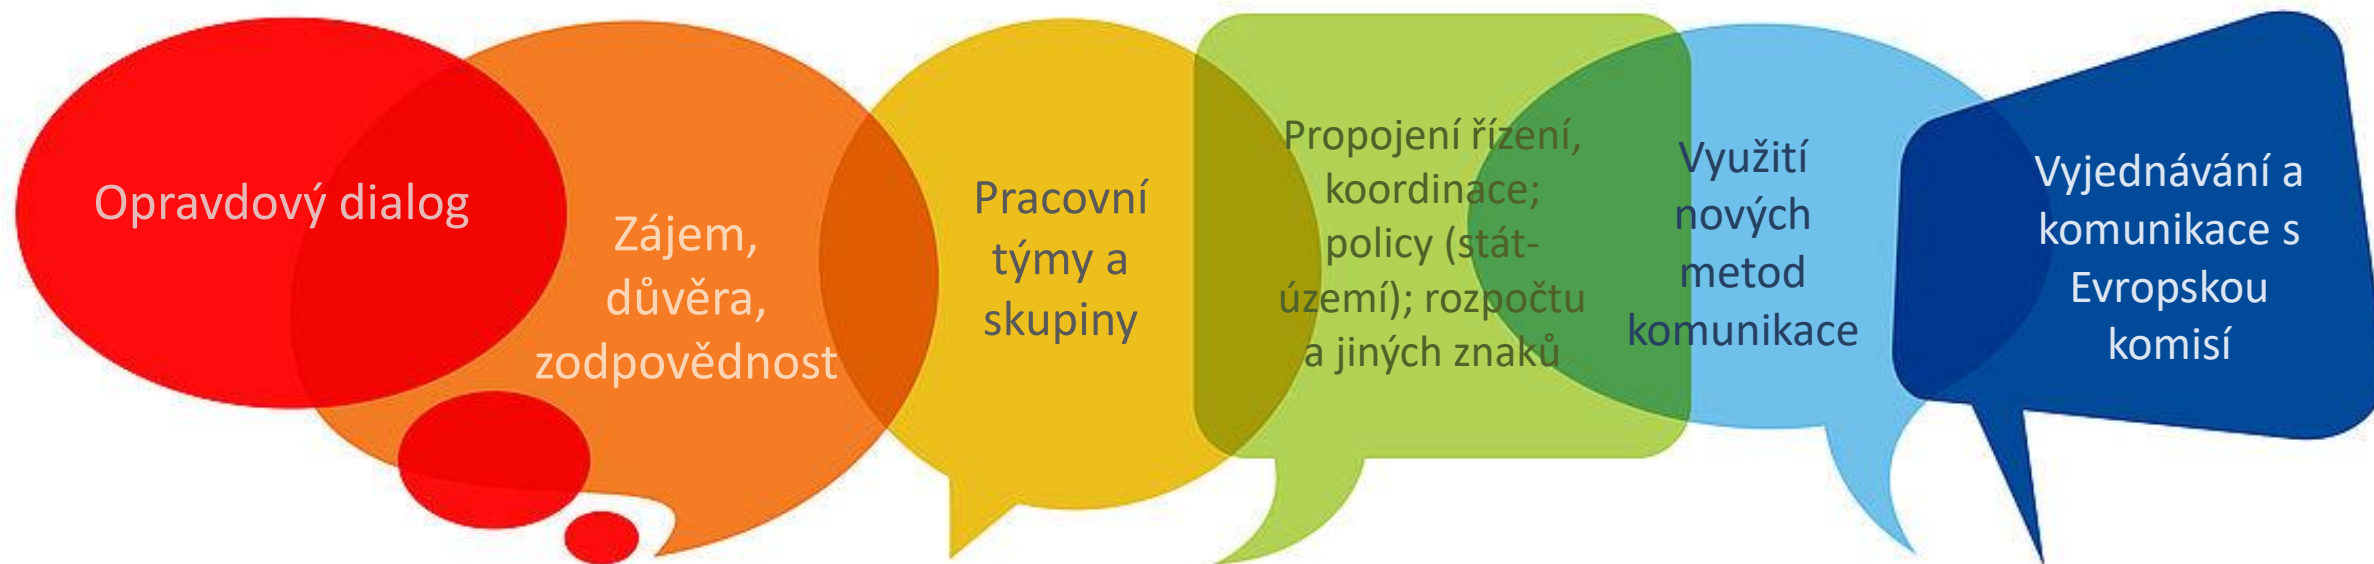 Opravdový dialog
Zájem,
důvěra,
zodpovědnost
Pracovní
týmy a
skupiny
Propojení řízení,
koordinace;
policy (stát-
území); rozpočtu
a jiných znaků
Využití
nových
metod
komunikace
Vyjednávání a
komunikace s
Evropskou
komisí